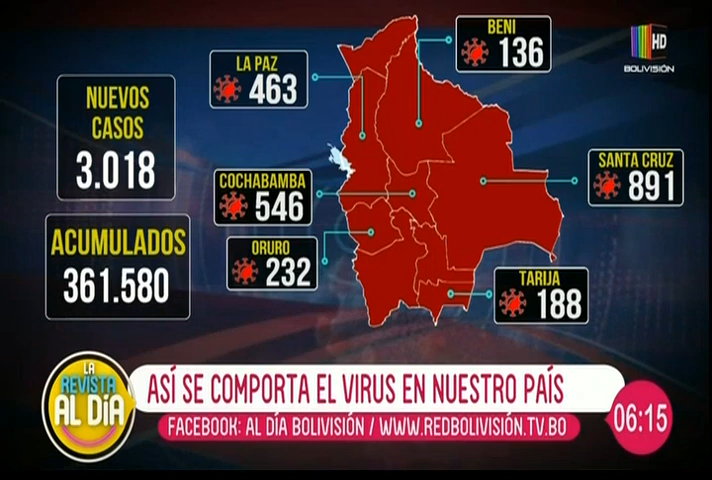 BENI
136
HD
BOLIVISIÓN
LA PAZ
463
NUEVOS
CASOS
3.018
SANTA CRUZ
891
COCHABAMBA
546
ACUMULADOS
361.580
ORURO
232
TARIJA
188
LA
REVISTA
AL DÍA
ASÍ SE COMPORTA EL VIRUS EN NUESTRO PAÍS
FACEBOOK: AL DÍA BOLIVISIÓN / WWW.REDBOLIVISIÓN.TV.BO
06:15